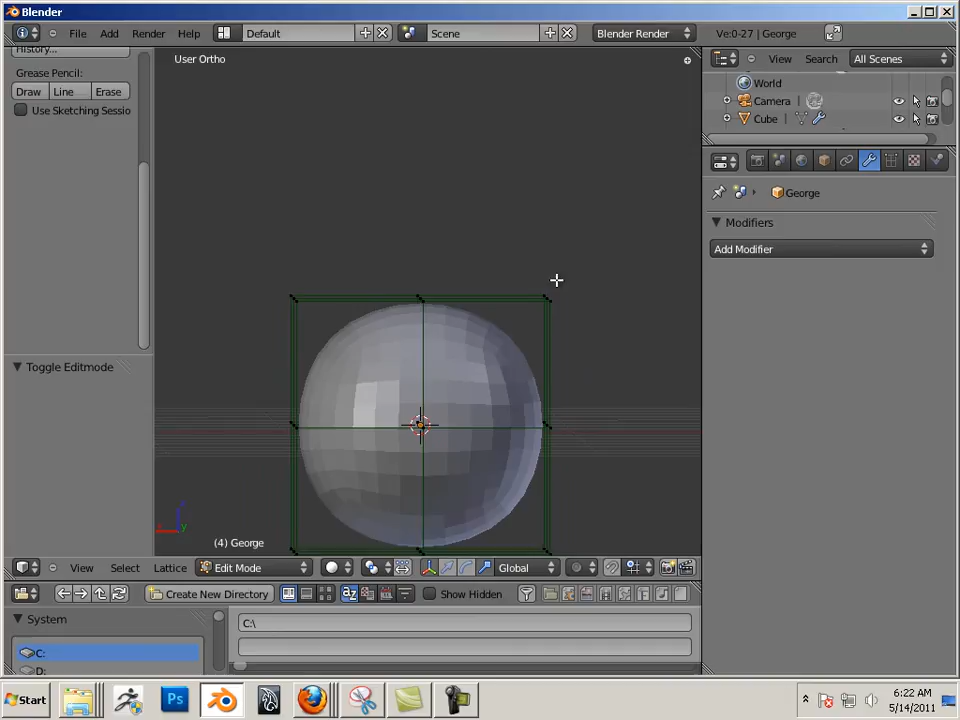 Blender
File
Add
Render
Help
Default
Scene
Blender Render
Ve:0-27 | George
History...
Grease Pencil:
Draw
Line
Erase
Use Sketching Sessio
Toggle Editmode
User Ortho
(4) George
View
Search
All Scenes
World
Camera
Cube
George
Modifiers
Add Modifier
View
Select
Lattice
Edit Mode
Global
Create New Directory
Show Hidden
System
C:
D:
C:\
Start
Ps
6:22 AM
5/14/2011